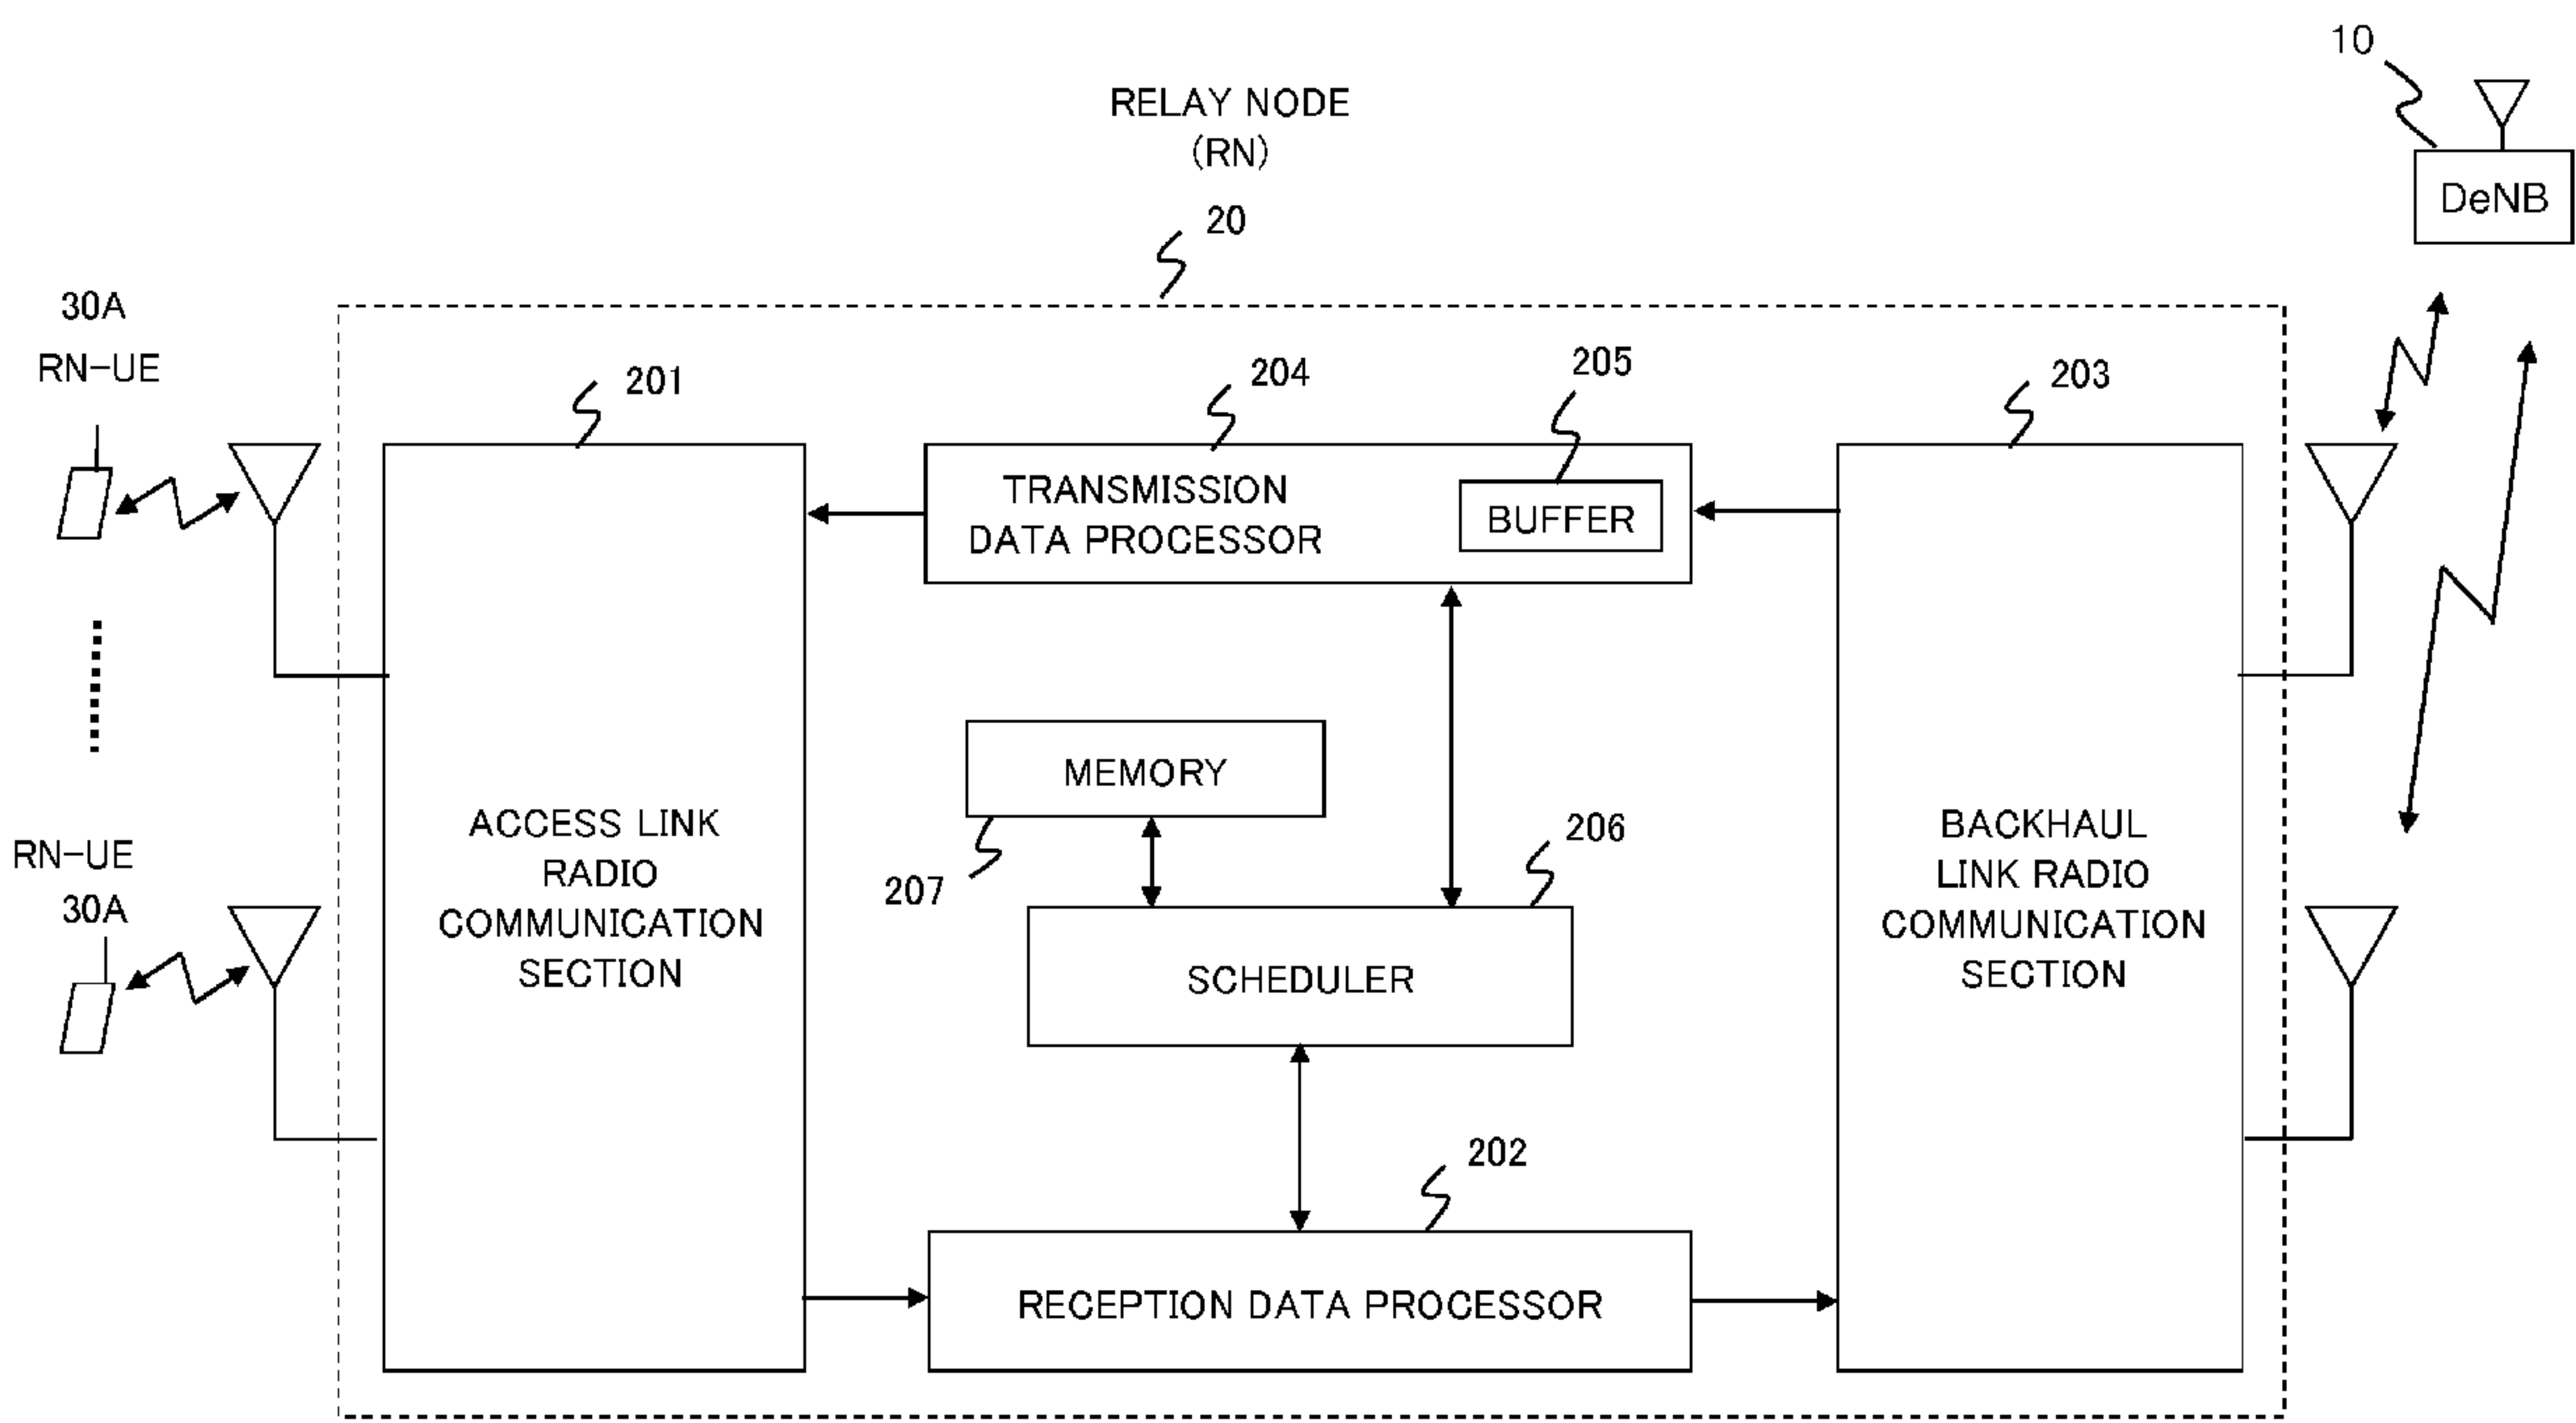 10
RELAY NODE
(RN)
DeNB
20
30A
RN-UE
201
204
205
203
TRANSMISSION
DATA PROCESSOR
BUFFER
MEMORY
206
207
ACCESS LINK
RADIO
COMMUNICATION
SECTION
BACKHAUL
LINK RADIO
COMMUNICATION
SECTION
RN-UE
30A
SCHEDULER
202
RECEPTION DATA PROCESSOR